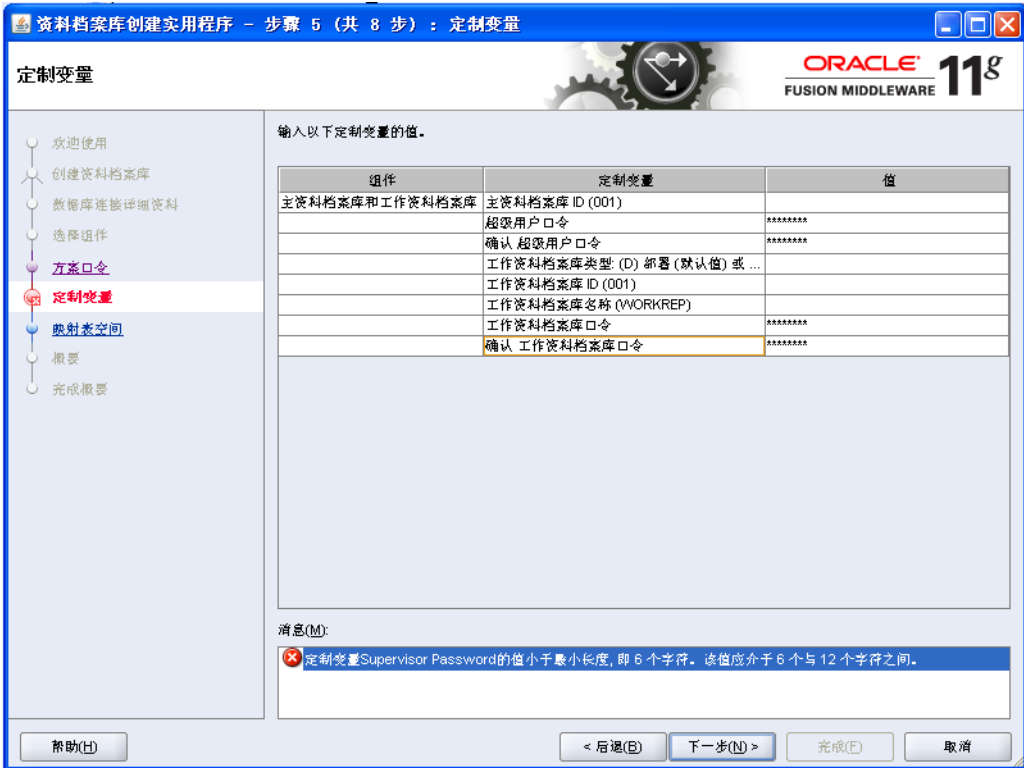 资料档案库创建实用程序 - 步骤 5 (共 8 步) : 定制变量
定制变量
ORACLE
FUSION MIDDLEWARE
11g
欢迎使用
创建资料档案库
数据库连接详细资料
选择组件
方案口令
定制变量
映射表空间
概要
完成概要
输入以下定制变量的值。
组件 定制变量 值
主资料档案库和工作资料档案库 主资料档案库 ID (001)
超级用户口令 ********
确认 超级用户口令 ********
工作资料档案库类型: (D) 部署 (默认值) 或 ...
工作资料档案库 ID (001)
工作资料档案库名称 (WORKREP)
工作资料档案库口令 ********
确认 工作资料档案库口令 ********
消息(M):
定制变量Supervisor Password的值小于最小长度, 即 6 个字符。该值应介于 6 个与 12 个字符之间。
帮助(H) < 后退(B) 下一步(N) > 完成(F) 取消